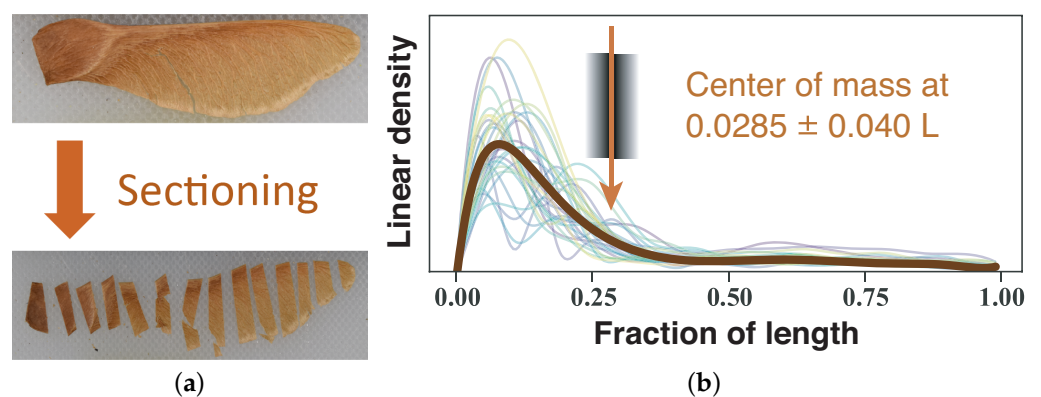 Sectioning
(a)
Linear density
Center of mass at
0.0285 ± 0.040 L
0.00 0.25 0.50 0.75 1.00
Fraction of length
(b)